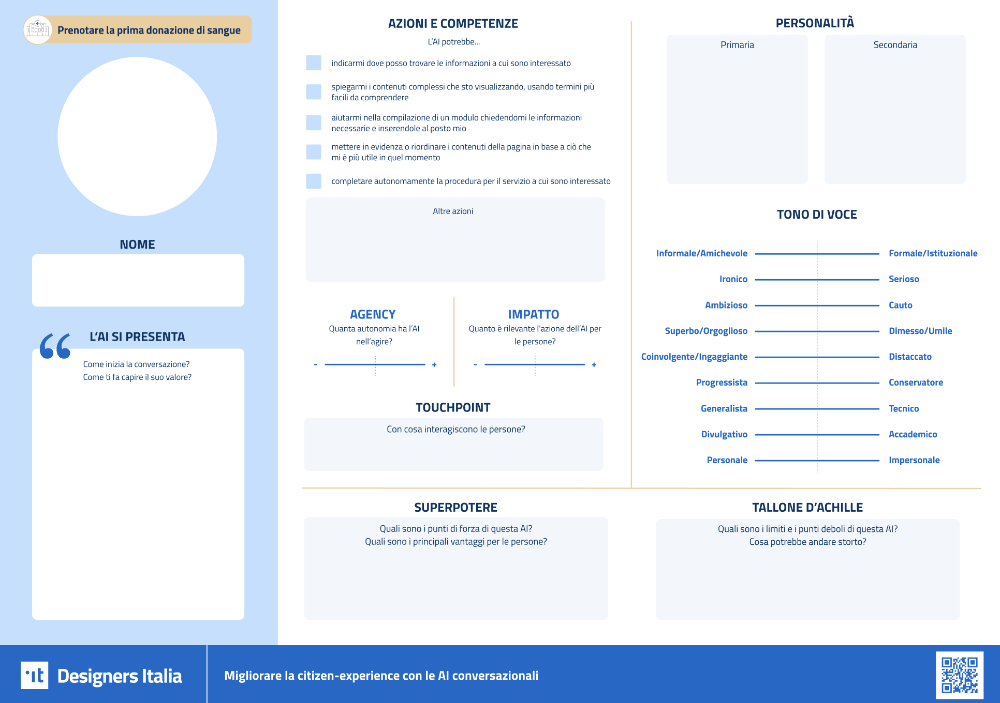 Prenotare la prima donazione di sangue
NOME
L'AI SI PRESENTA
Come inizia la conversazione?
Come ti fa capire il suo valore?
AZIONI E COMPETENZE
L'AI potrebbe...
indicarmi dove posso trovare le informazioni a cui sono interessato
spiegarmi i contenuti complessi che sto visualizzando, usando termini più
facili da comprendere
aiutarmi nella compilazione di un modulo chiedendomi le informazioni
necessarie e inserendole al posto mio
mettere in evidenza o riordinare i contenuti della pagina in base a ciò che
mi è più utile in quel momento
completare autonomamente la procedura per il servizio a cui sono interessato
Altre azioni
AGENCY
Quanta autonomia ha l'AI
nell'agire?
- +
IMPATTO
Quanto è rilevante l'azione dell'AI per
le persone?
- +
TOUCHPOINT
Con cosa interagiscono le persone?
PERSONALITÀ
Primaria
Secondaria
TONO DI VOCE
Informale/Amichevole Formale/Istituzionale
Ironico Serioso
Ambizioso Cauto
Superbo/Orgoglioso Dimesso/Umile
Coinvolgente/Ingaggiante Distaccato
Progressista Conservatore
Generalista Tecnico
Divulgativo Accademico
Personale Impersonale
SUPERPOTERE
Quali sono i punti di forza di questa AI?
Quali sono i principali vantaggi per le persone?
TALLONE D'ACHILLE
Quali sono i limiti e i punti deboli di questa AI?
Cosa potrebbe andare storto?
it Designers Italia
Migliorare la citizen-experience con le AI conversazionali